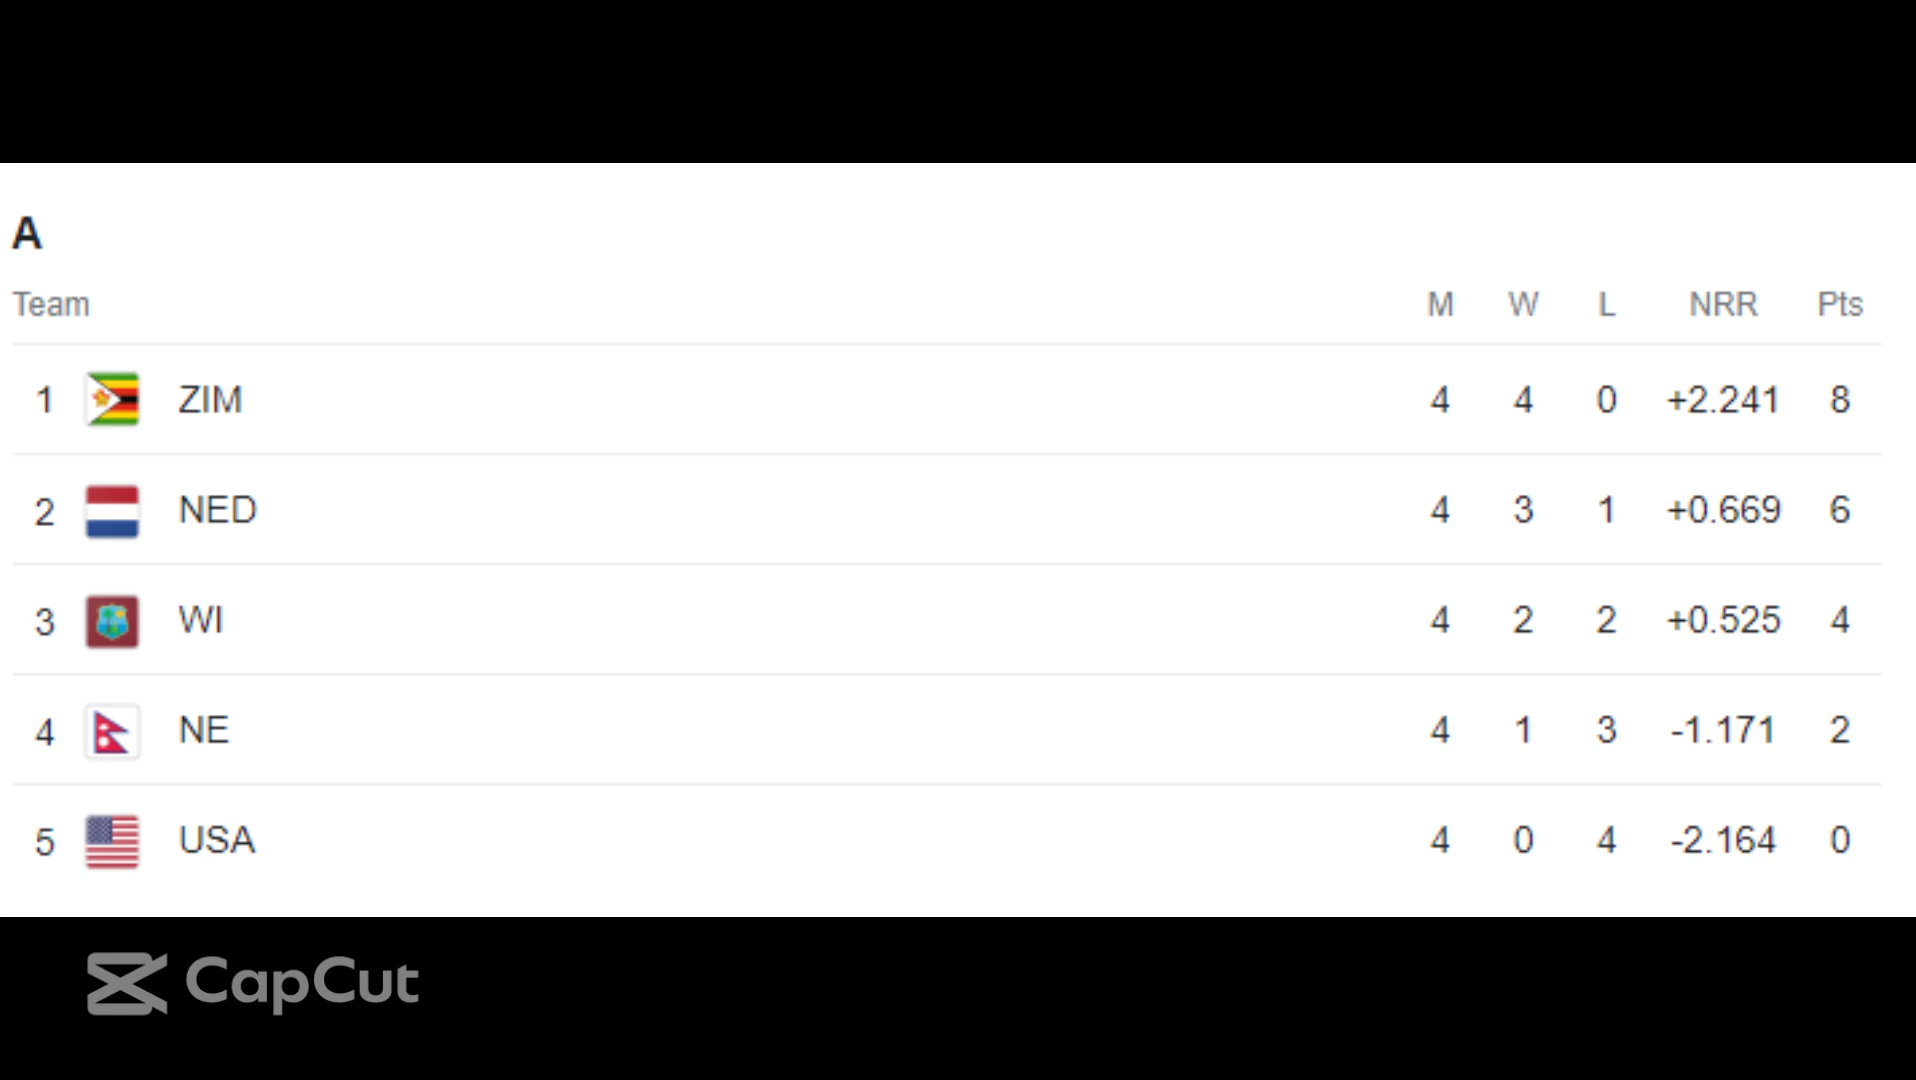 A
Team M W L NRR Pts
1 ZIM 4 4 0 +2.241 8
2 NED 4 3 1 +0.669 6
3 WI 4 2 2 +0.525 4
4 NE 4 1 3 -1.171 2
5 USA 4 0 4 -2.164 0
CapCut